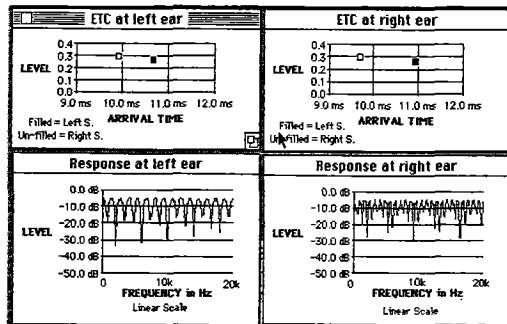 ETC at left ear
0.4
0.3
LEVEL 0.2
0.1
0.0
9.0 ms 10.0 ms 11.0 ms 12.0 ms
ARRIVAL TIME
Filled = Left S.
Un-filled = Right S.
ETC at right ear
0.4
0.3
LEVEL 0.2
0.1
0.0
9.0 ms 10.0 ms 11.0 ms 12.0 ms
ARRIVAL TIME
Filled = Left S.
Un-filled = Right S.
Response at left ear
0.0 dB
-10.0 dB
-20.0 dB
LEVEL
-30.0 dB
-40.0 dB
-50.0 dB
0 10k 20k
FREQUENCY in Hz
Linear Scale
Response at right ear
0.0 dB
-10.0 dB
-20.0 dB
LEVEL
-30.0 dB
-40.0 dB
-50.0 dB
0 10k 20k
FREQUENCY in Hz
Linear Scale